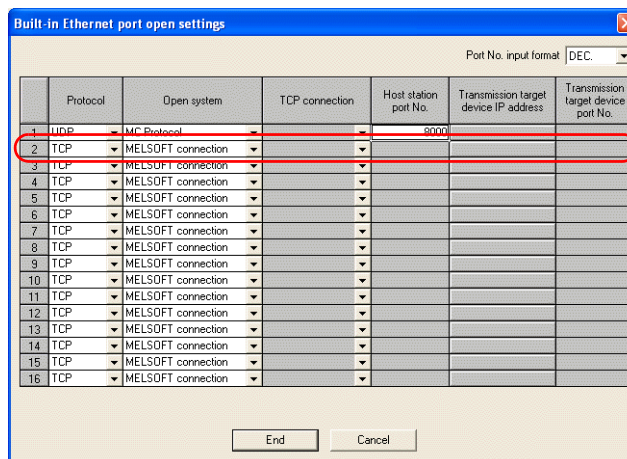 Built-in Ethernet port open settings
Port No. input format DEC.
Protocol Open system TCP connection Host station port No. Transmission target device IP address Transmission target device port No.
1 UDP MC Protocol 8000
2 TCP MELSOFT connection
3 TCP MELSOFT connection
4 TCP MELSOFT connection
5 TCP MELSOFT connection
6 TCP MELSOFT connection
7 TCP MELSOFT connection
8 TCP MELSOFT connection
9 TCP MELSOFT connection
10 TCP MELSOFT connection
11 TCP MELSOFT connection
12 TCP MELSOFT connection
13 TCP MELSOFT connection
14 TCP MELSOFT connection
15 TCP MELSOFT connection
16 TCP MELSOFT connection
End Cancel